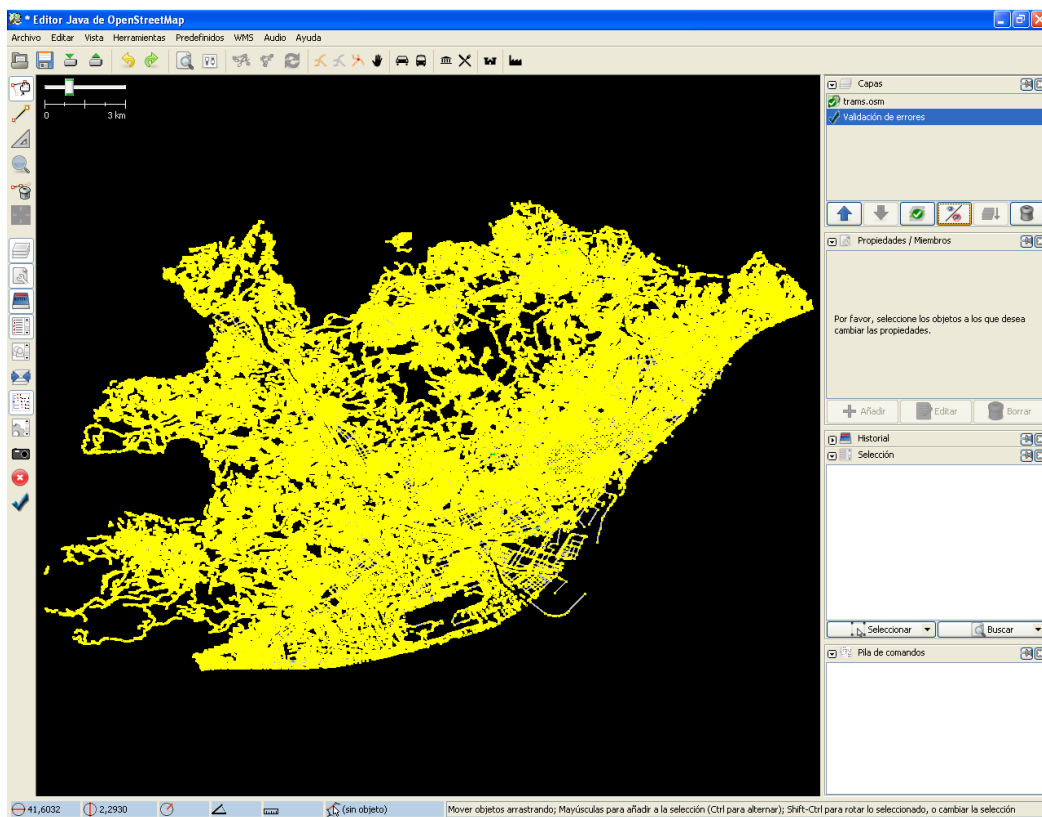 * Editor Java de OpenStreetMap
Archivo Editar Vista Herramientas Predefinidos WMS Audio Ayuda
0 3 km
Capas
trams.osm
Validación de errores
Propiedades / Miembros
Por favor, seleccione los objetos a los que desea
cambiar las propiedades.
Añadir Editar Borrar
Historial
Selección
Seleccionar Buscar
Pila de comandos
41,6032 2,2930 (sin objeto) Mover objetos arrastrando; Mayúsculas para añadir a la selección (Ctrl para alternar); Shift-Ctrl para rotar lo seleccionado, o cambiar la selección